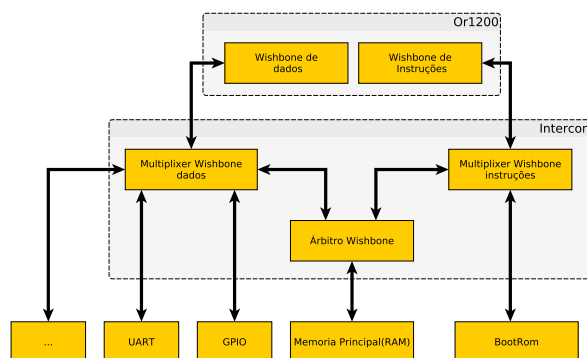 Or1200
Wishbone de
dados
Wishbone de
Instruções
Intercon
Multiplixer Wishbone
dados
Multiplixer Wishbone
instruções
Árbitro Wishbone
...
UART
GPIO
Memoria Principal(RAM)
BootRom